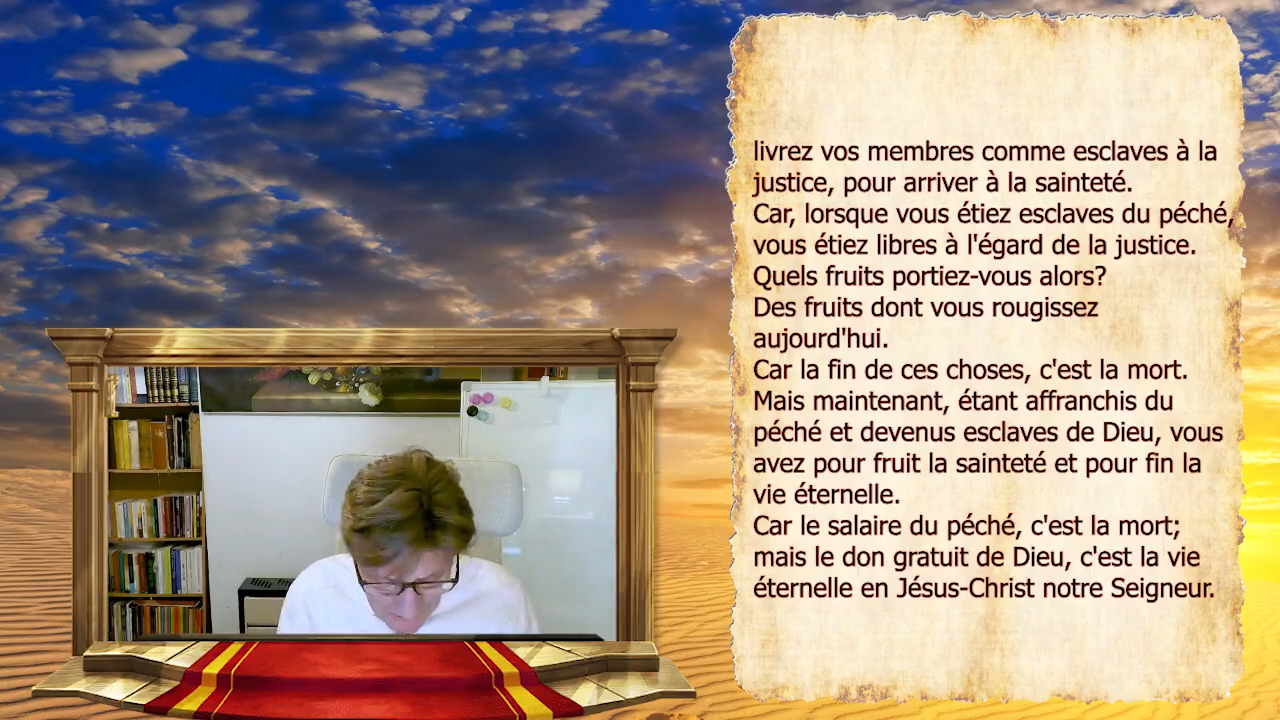 livrez vos membres comme esclaves à la
justice, pour arriver à la sainteté.
Car, lorsque vous étiez esclaves du péché,
vous étiez libres à l'égard de la justice.
Quels fruits portiez-vous alors?
Des fruits dont vous rougissez
aujourd'hui.
Car la fin de ces choses, c'est la mort.
Mais maintenant, étant affranchis du
péché et devenus esclaves de Dieu, vous
avez pour fruit la sainteté et pour fin la
vie éternelle.
Car le salaire du péché, c'est la mort;
mais le don gratuit de Dieu, c'est la vie
éternelle en Jésus-Christ notre Seigneur.